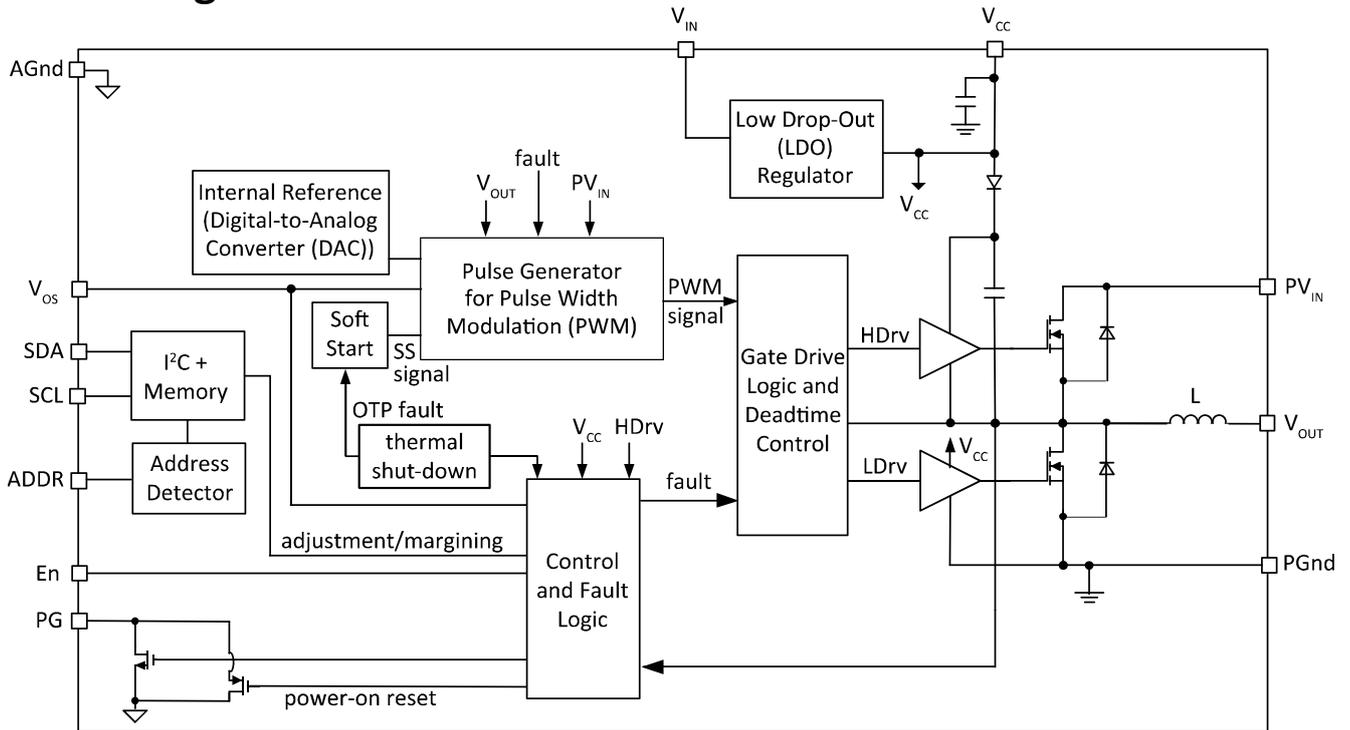 V_IN
V_CC
AGnd
Low Drop-Out
(LDO)
Regulator
V_CC
fault
V_OUT
PV_IN
Internal Reference
(Digital-to-Analog
Converter (DAC))
Pulse Generator
for Pulse Width
Modulation (PWM)
PWM
signal
V_OS
PV_IN
Soft
Start
SS
signal
SDA
SCL
I²C +
Memory
HDrv
Gate Drive
Logic and
Deadtime
Control
L
V_OUT
OTP fault
thermal
shut-down
V_CC
HDrv
V_CC
LDrv
ADDR
Address
Detector
fault
adjustment/margining
Control
and Fault
Logic
En
PGnd
PG
power-on reset